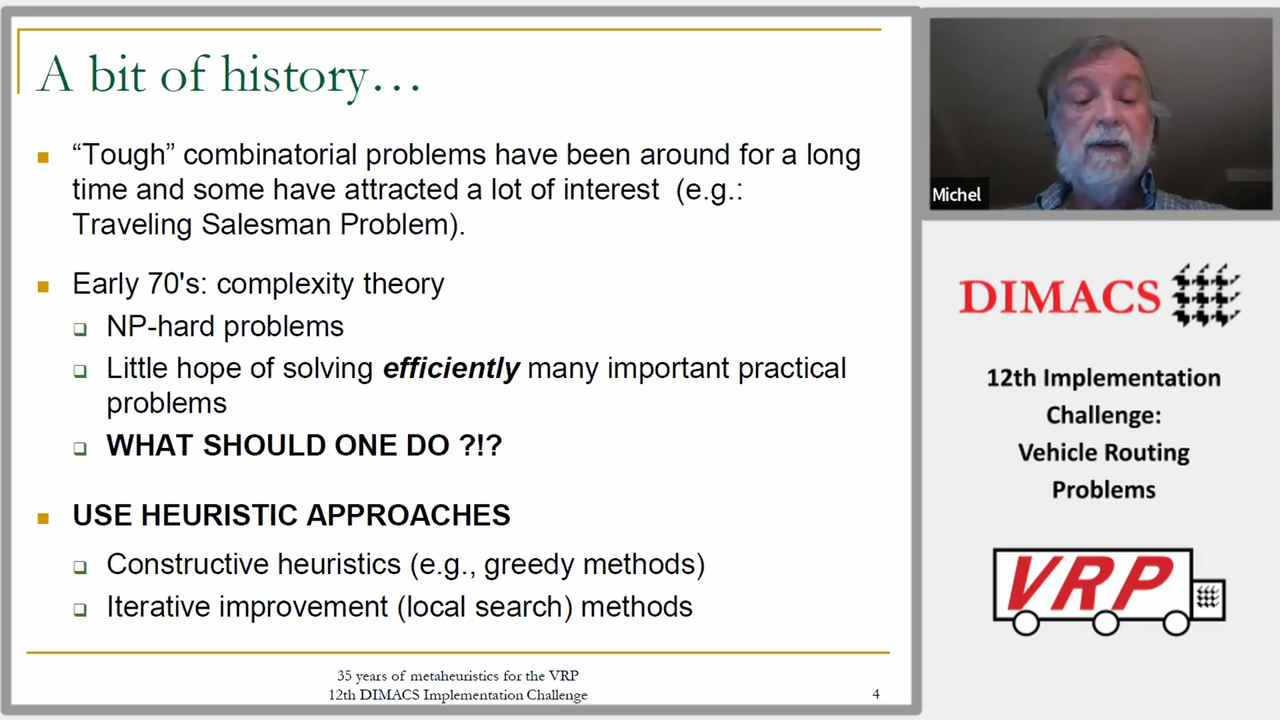 A bit of history…
“Tough” combinatorial problems have been around for a long
time and some have attracted a lot of interest (e.g.:
Traveling Salesman Problem).
Early 70's: complexity theory
NP-hard problems
Little hope of solving efficiently many important practical
problems
WHAT SHOULD ONE DO ?!?
USE HEURISTIC APPROACHES
Constructive heuristics (e.g., greedy methods)
Iterative improvement (local search) methods
35 years of metaheuristics for the VRP
12th DIMACS Implementation Challenge
4
Michel
DIMACS
12th Implementation
Challenge:
Vehicle Routing
Problems
VRP